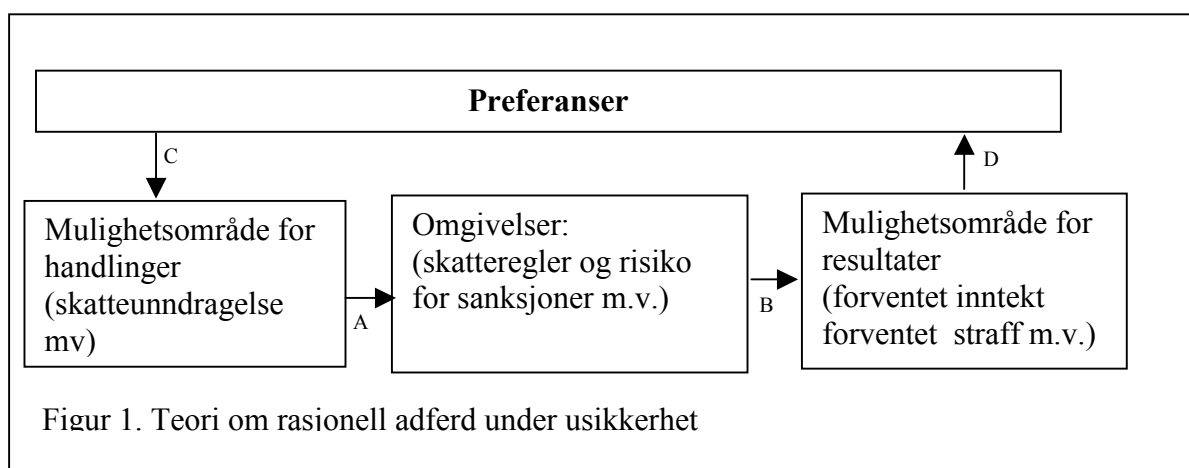 Preferanser
C
D
Mulighetsområde for
handlinger
(skatteunndragelse
mv)
A
Omgivelser:
(skatteregler og risiko
for sanksjoner m.v.)
B
Mulighetsområde for
resultater
(forventet inntekt
forventet straff m.v.)
Figur 1. Teori om rasjonell adferd under usikkerhet